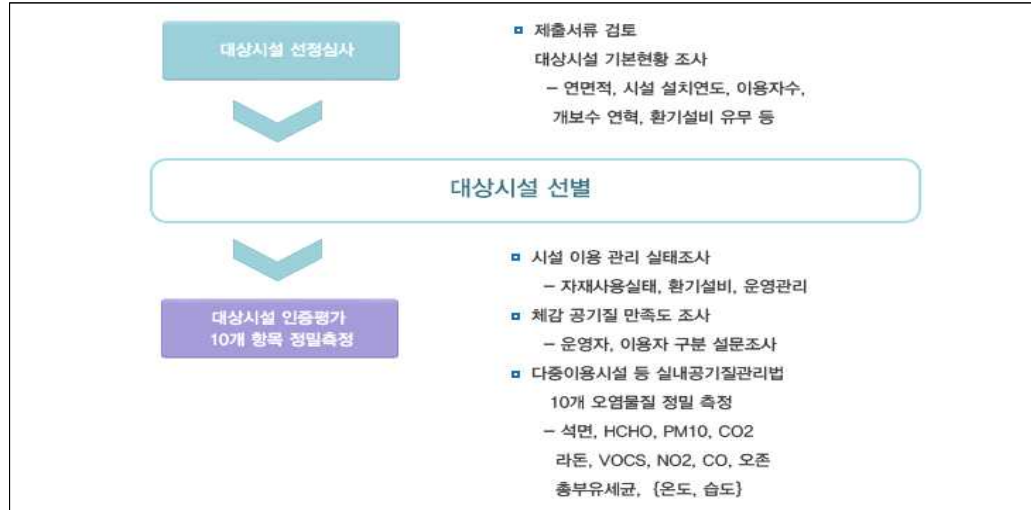 대상시설 선정심사
제출서류 검토
대상시설 기본현황 조사
– 연면적, 시설 설치연도, 이용자수,
개보수 연혁, 환기설비 유무 등
대상시설 선별
대상시설 인증평가
10개 항목 정밀측정
시설 이용 관리 실태조사
– 자재사용실태, 환기설비, 운영관리
체감 공기질 만족도 조사
– 운영자, 이용자 구분 설문조사
다중이용시설 등 실내공기질관리법
10개 오염물질 정밀 측정
– 석면, HCHO, PM10, CO2
라돈, VOCS, NO2, CO, 오존
총부유세균, {온도, 습도}